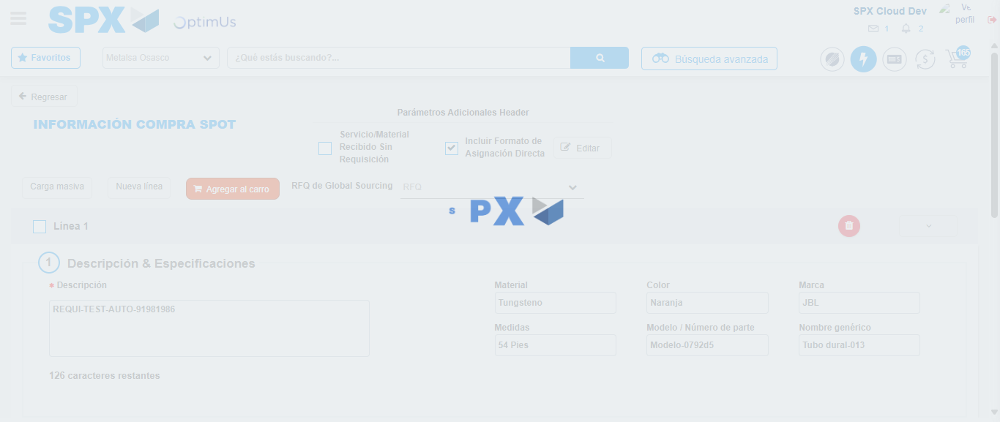 SPX OptimUs
SPX Cloud Dev
Ve perfil
1 2
Favoritos
Metalsa Osasco
¿Qué estás buscando?...
Búsqueda avanzada
165
Regresar
INFORMACIÓN COMPRA SPOT
Parámetros Adicionales Header
Servicio/Material
Recibido Sin
Requisición
Incluir Formato de
Asignación Directa
Editar
Carga masiva
Nueva línea
Agregar al carro
RFQ de Global Sourcing
RFQ
S PX
Línea 1
1 Descripción & Especificaciones
* Descripción
REQUI-TEST-AUTO-91981986
126 caracteres restantes
Material
Tungsteno
Color
Naranja
Marca
JBL
Medidas
54 Pies
Modelo / Número de parte
Modelo-0792d5
Nombre genérico
Tubo dural-013